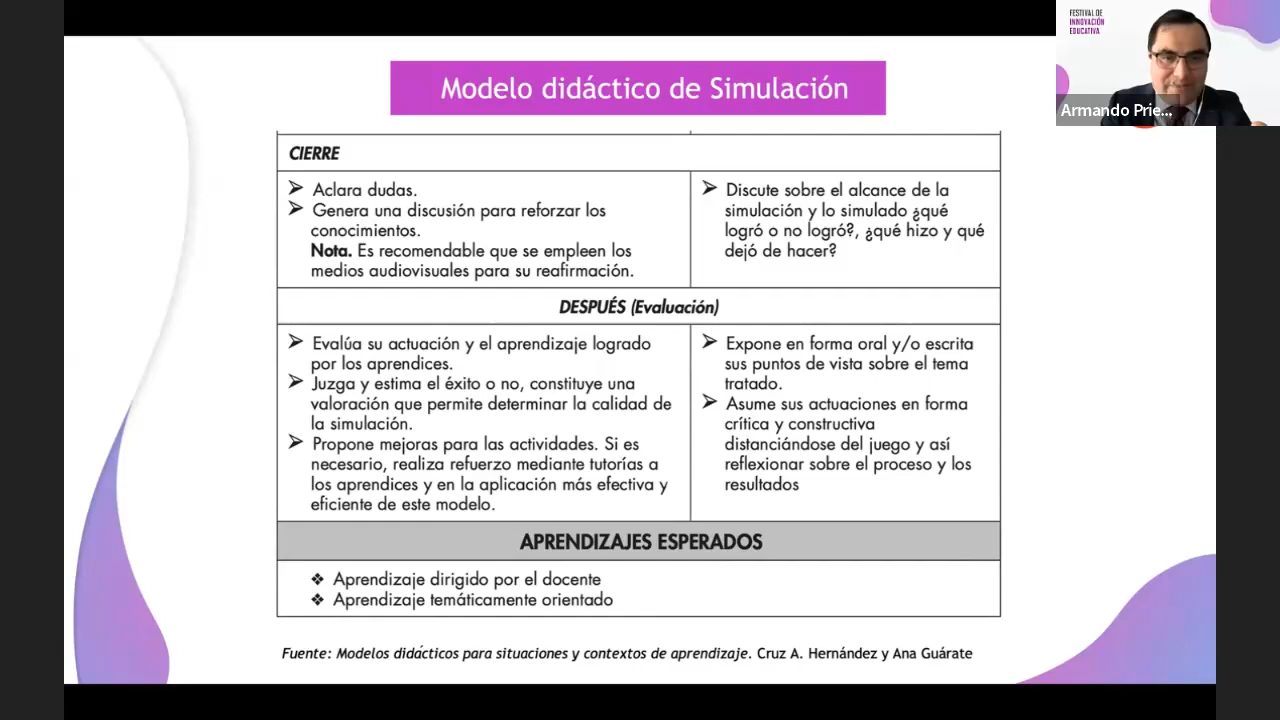 FESTIVAL DE
INNOVACIÓN
EDUCATIVA
Armando Prie...
Modelo didáctico de Simulación
CIERRE
➢ Aclara dudas.
➢ Genera una discusión para reforzar los
conocimientos.
Nota. Es recomendable que se empleen los
medios audiovisuales para su reafirmación.
➢ Discute sobre el alcance de la
simulación y lo simulado ¿qué
logró o no logró?, ¿qué hizo y qué
dejó de hacer?
DESPUÉS (Evaluación)
➢ Evalúa su actuación y el aprendizaje logrado
por los aprendices.
➢ Juzga y estima el éxito o no, constituye una
valoración que permite determinar la calidad de
la simulación.
➢ Propone mejoras para las actividades. Si es
necesario, realiza refuerzo mediante tutorías a
los aprendices y en la aplicación más efectiva y
eficiente de este modelo.
➢ Expone en forma oral y/o escrita
sus puntos de vista sobre el tema
tratado.
➢ Asume sus actuaciones en forma
crítica y constructiva
distanciándose del juego y así
reflexionar sobre el proceso y los
resultados
APRENDIZAJES ESPERADOS
❖ Aprendizaje dirigido por el docente
❖ Aprendizaje temáticamente orientado
Fuente: Modelos didácticos para situaciones y contextos de aprendizaje. Cruz A. Hernández y Ana Guárate